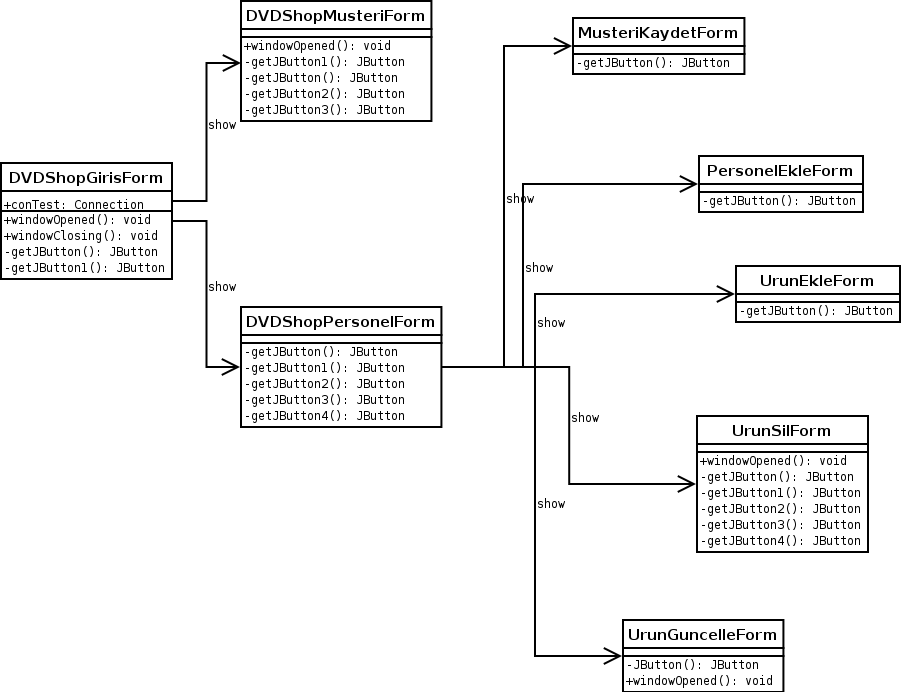 DVDShopMusteriForm
+windowOpened(): void
-getJButton1(): JButton
-getJButton(): JButton
-getJButton2(): JButton
-getJButton3(): JButton
MusteriKaydetForm
-getJButton(): JButton
show
DVDShopGirisForm
+conTest: Connection
+windowOpened(): void
+windowClosing(): void
-getJButton(): JButton
-getJButton1(): JButton
PersonelEkleForm
-getJButton(): JButton
show
show
UrunEkleForm
-getJButton(): JButton
show
show
DVDShopPersonelForm
-getJButton(): JButton
-getJButton1(): JButton
-getJButton2(): JButton
-getJButton3(): JButton
-getJButton4(): JButton
show
UrunSilForm
+windowOpened(): void
-getJButton(): JButton
-getJButton1(): JButton
-getJButton2(): JButton
-getJButton3(): JButton
-getJButton4(): JButton
show
UrunGuncelleForm
-JButton(): JButton
+windowOpened(): void